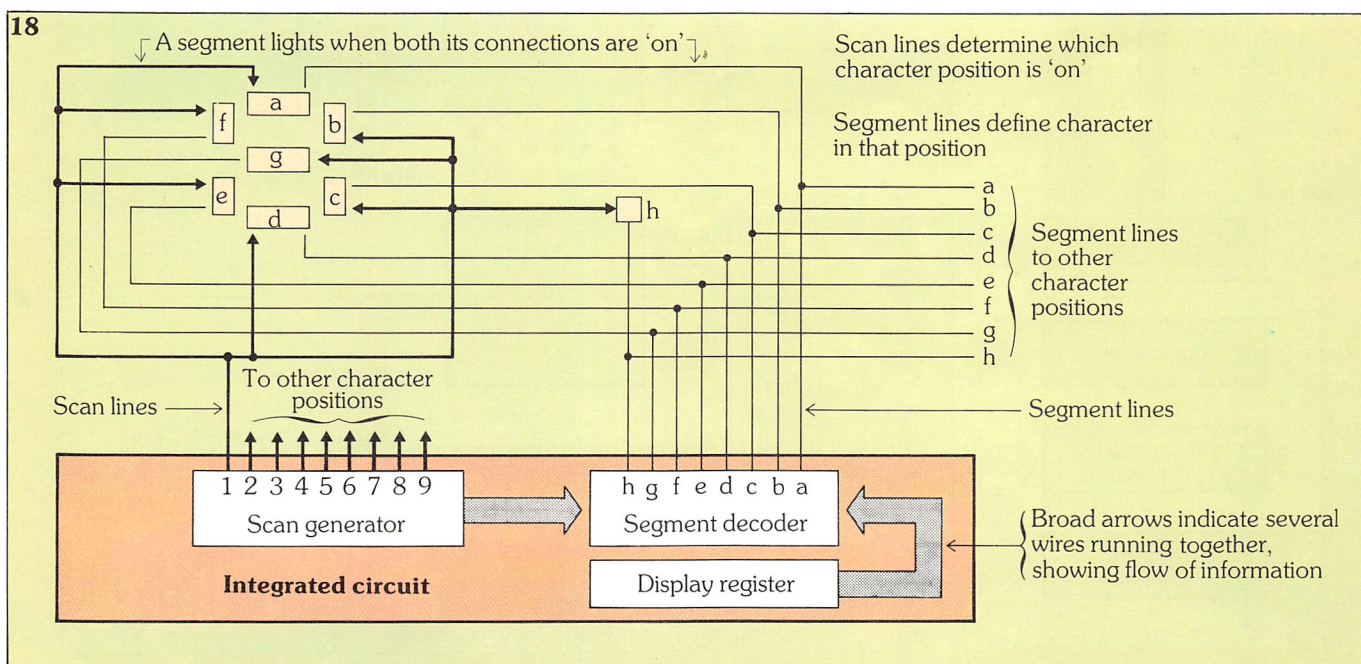 18
A segment lights when both its connections are ‘on’
Scan lines determine which
character position is ‘on’
Segment lines define character
in that position
a
f
b
g
e
c
d
h
a
b
c
d
e
f
g
h
Segment lines
to other
character
positions
To other character
positions
Scan lines
Segment lines
1 2 3 4 5 6 7 8 9
Scan generator
h g f e d c b a
Segment decoder
Integrated circuit
Display register
Broad arrows indicate several
wires running together,
showing flow of information